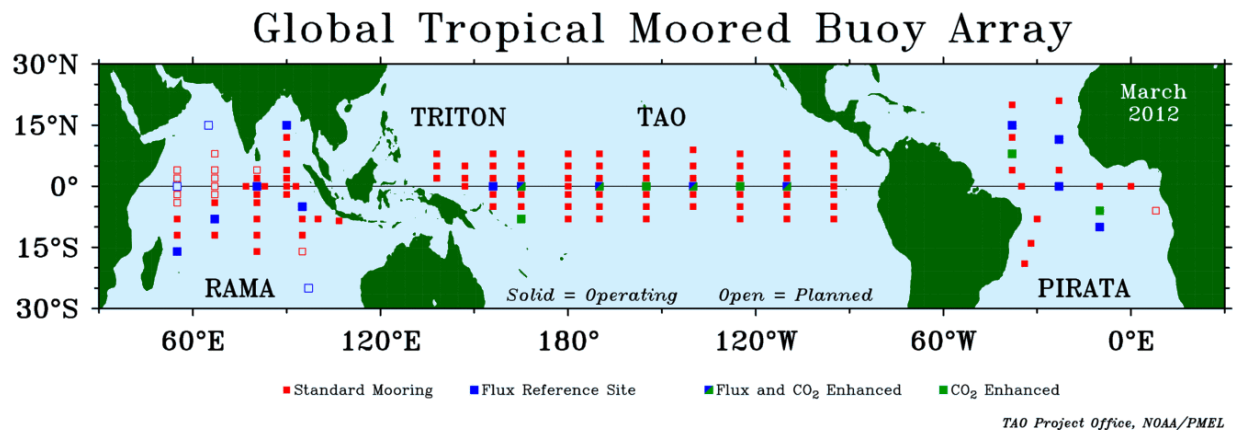 Global Tropical Moored Buoy Array
30°N
15°N
0°
15°S
30°S
TRITON
TAO
March
2012
RAMA
Solid = Operating
Open = Planned
PIRATA
60°E
120°E
180°
120°W
60°W
0°E
Standard Mooring
Flux Reference Site
Flux and CO₂ Enhanced
CO₂ Enhanced
TAO Project Office, NOAA/PMEL